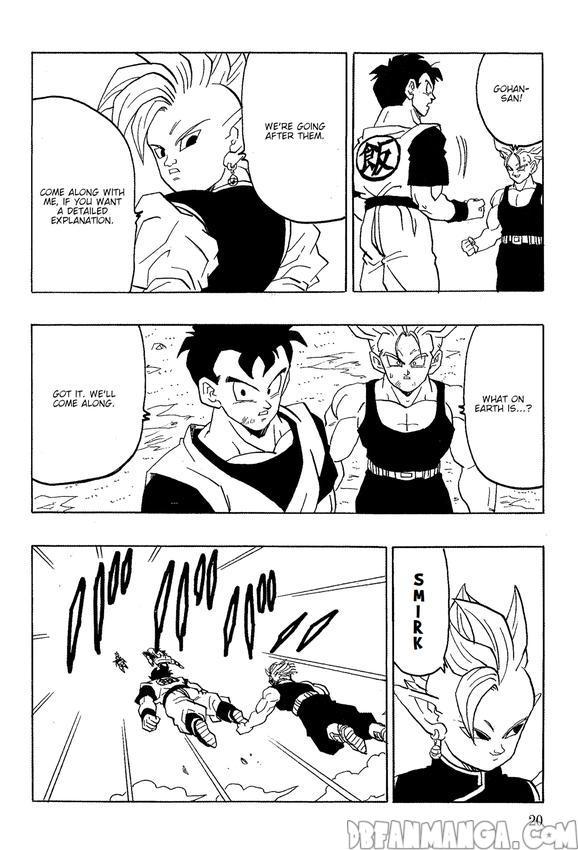 GOHAN-
SAN!
飯
WE'RE GOING
AFTER THEM.
COME ALONG WITH
ME, IF YOU WANT
A DETAILED
EXPLANATION.
WHAT ON
EARTH IS...?
GOT IT. WE'LL
COME ALONG.
SMIRK
20
DBFANMANGA.COM